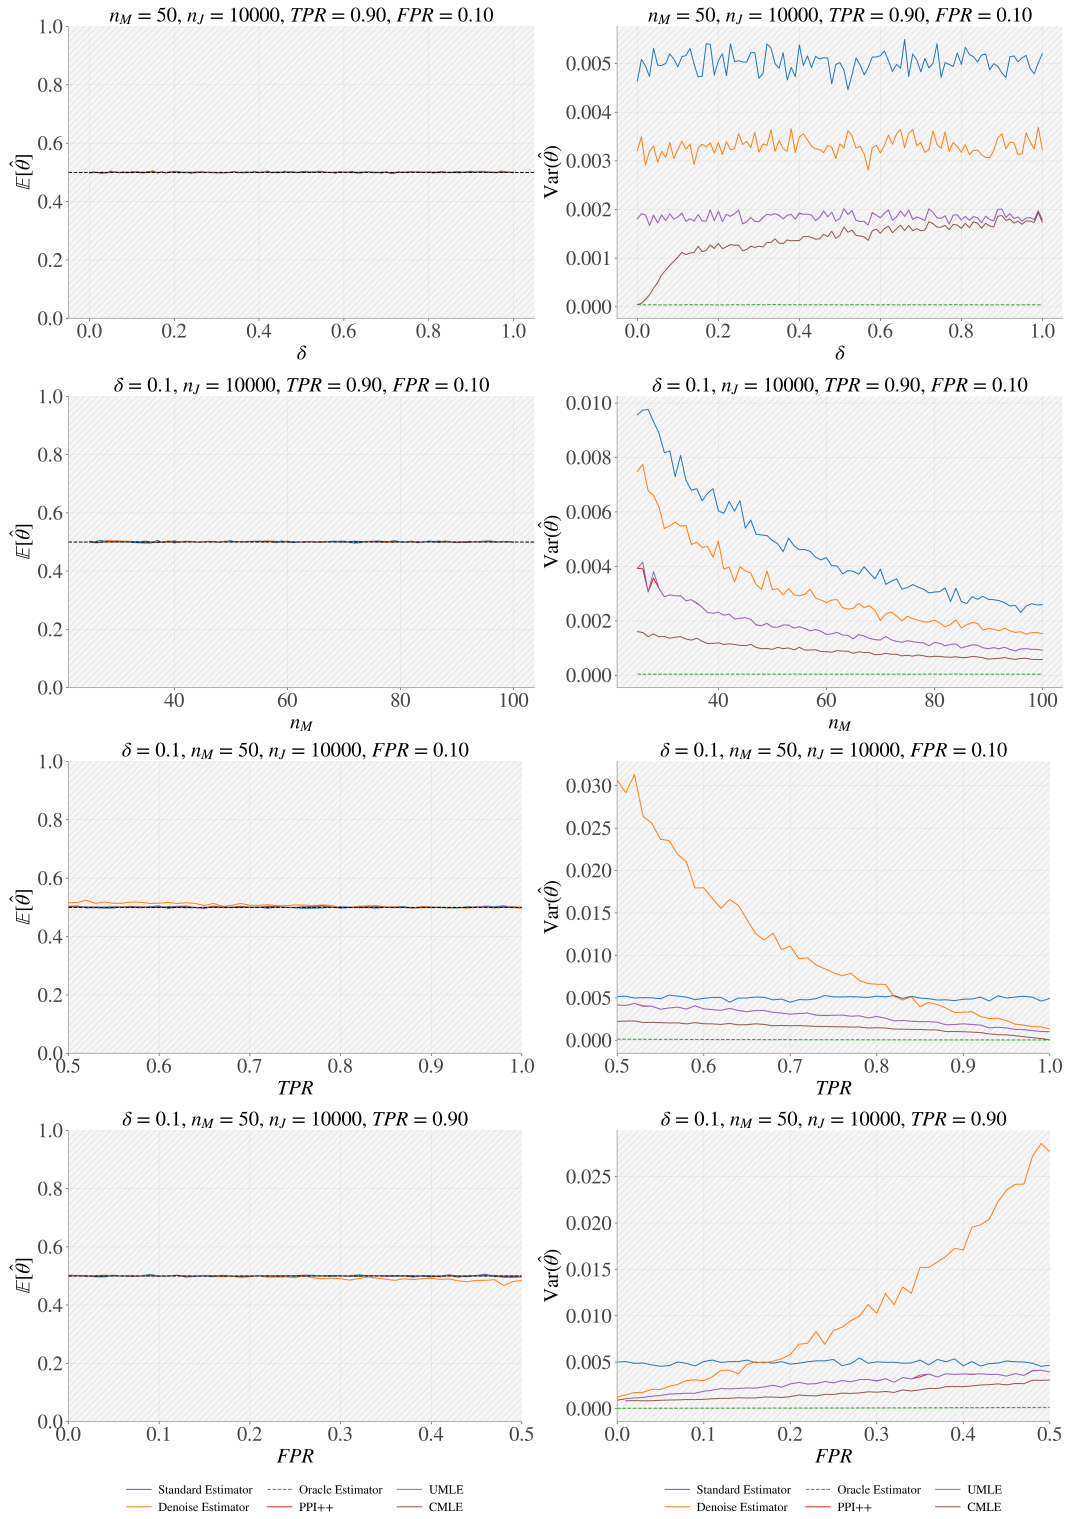 n_M = 50, n_J = 10000, TPR = 0.90, FPR = 0.10
1.0
0.8
0.6
0.4
0.2
0.0
𝔼[θ̂]
0.0 0.2 0.4 0.6 0.8 1.0
δ
n_M = 50, n_J = 10000, TPR = 0.90, FPR = 0.10
0.005
0.004
0.003
0.002
0.001
0.000
Var(θ̂)
0.0 0.2 0.4 0.6 0.8 1.0
δ
δ = 0.1, n_J = 10000, TPR = 0.90, FPR = 0.10
1.0
0.8
0.6
0.4
0.2
0.0
𝔼[θ̂]
40 60 80 100
n_M
δ = 0.1, n_J = 10000, TPR = 0.90, FPR = 0.10
0.010
0.008
0.006
0.004
0.002
0.000
Var(θ̂)
40 60 80 100
n_M
δ = 0.1, n_M = 50, n_J = 10000, FPR = 0.10
1.0
0.8
0.6
0.4
0.2
0.0
𝔼[θ̂]
0.5 0.6 0.7 0.8 0.9 1.0
TPR
δ = 0.1, n_M = 50, n_J = 10000, FPR = 0.10
0.030
0.025
0.020
0.015
0.010
0.005
0.000
Var(θ̂)
0.5 0.6 0.7 0.8 0.9 1.0
TPR
δ = 0.1, n_M = 50, n_J = 10000, TPR = 0.90
1.0
0.8
0.6
0.4
0.2
0.0
𝔼[θ̂]
0.0 0.1 0.2 0.3 0.4 0.5
FPR
δ = 0.1, n_M = 50, n_J = 10000, TPR = 0.90
0.025
0.020
0.015
0.010
0.005
0.000
Var(θ̂)
0.0 0.1 0.2 0.3 0.4 0.5
FPR
Standard Estimator Oracle Estimator UMLE
Denoise Estimator PPI++ CMLE
Standard Estimator Oracle Estimator UMLE
Denoise Estimator PPI++ CMLE